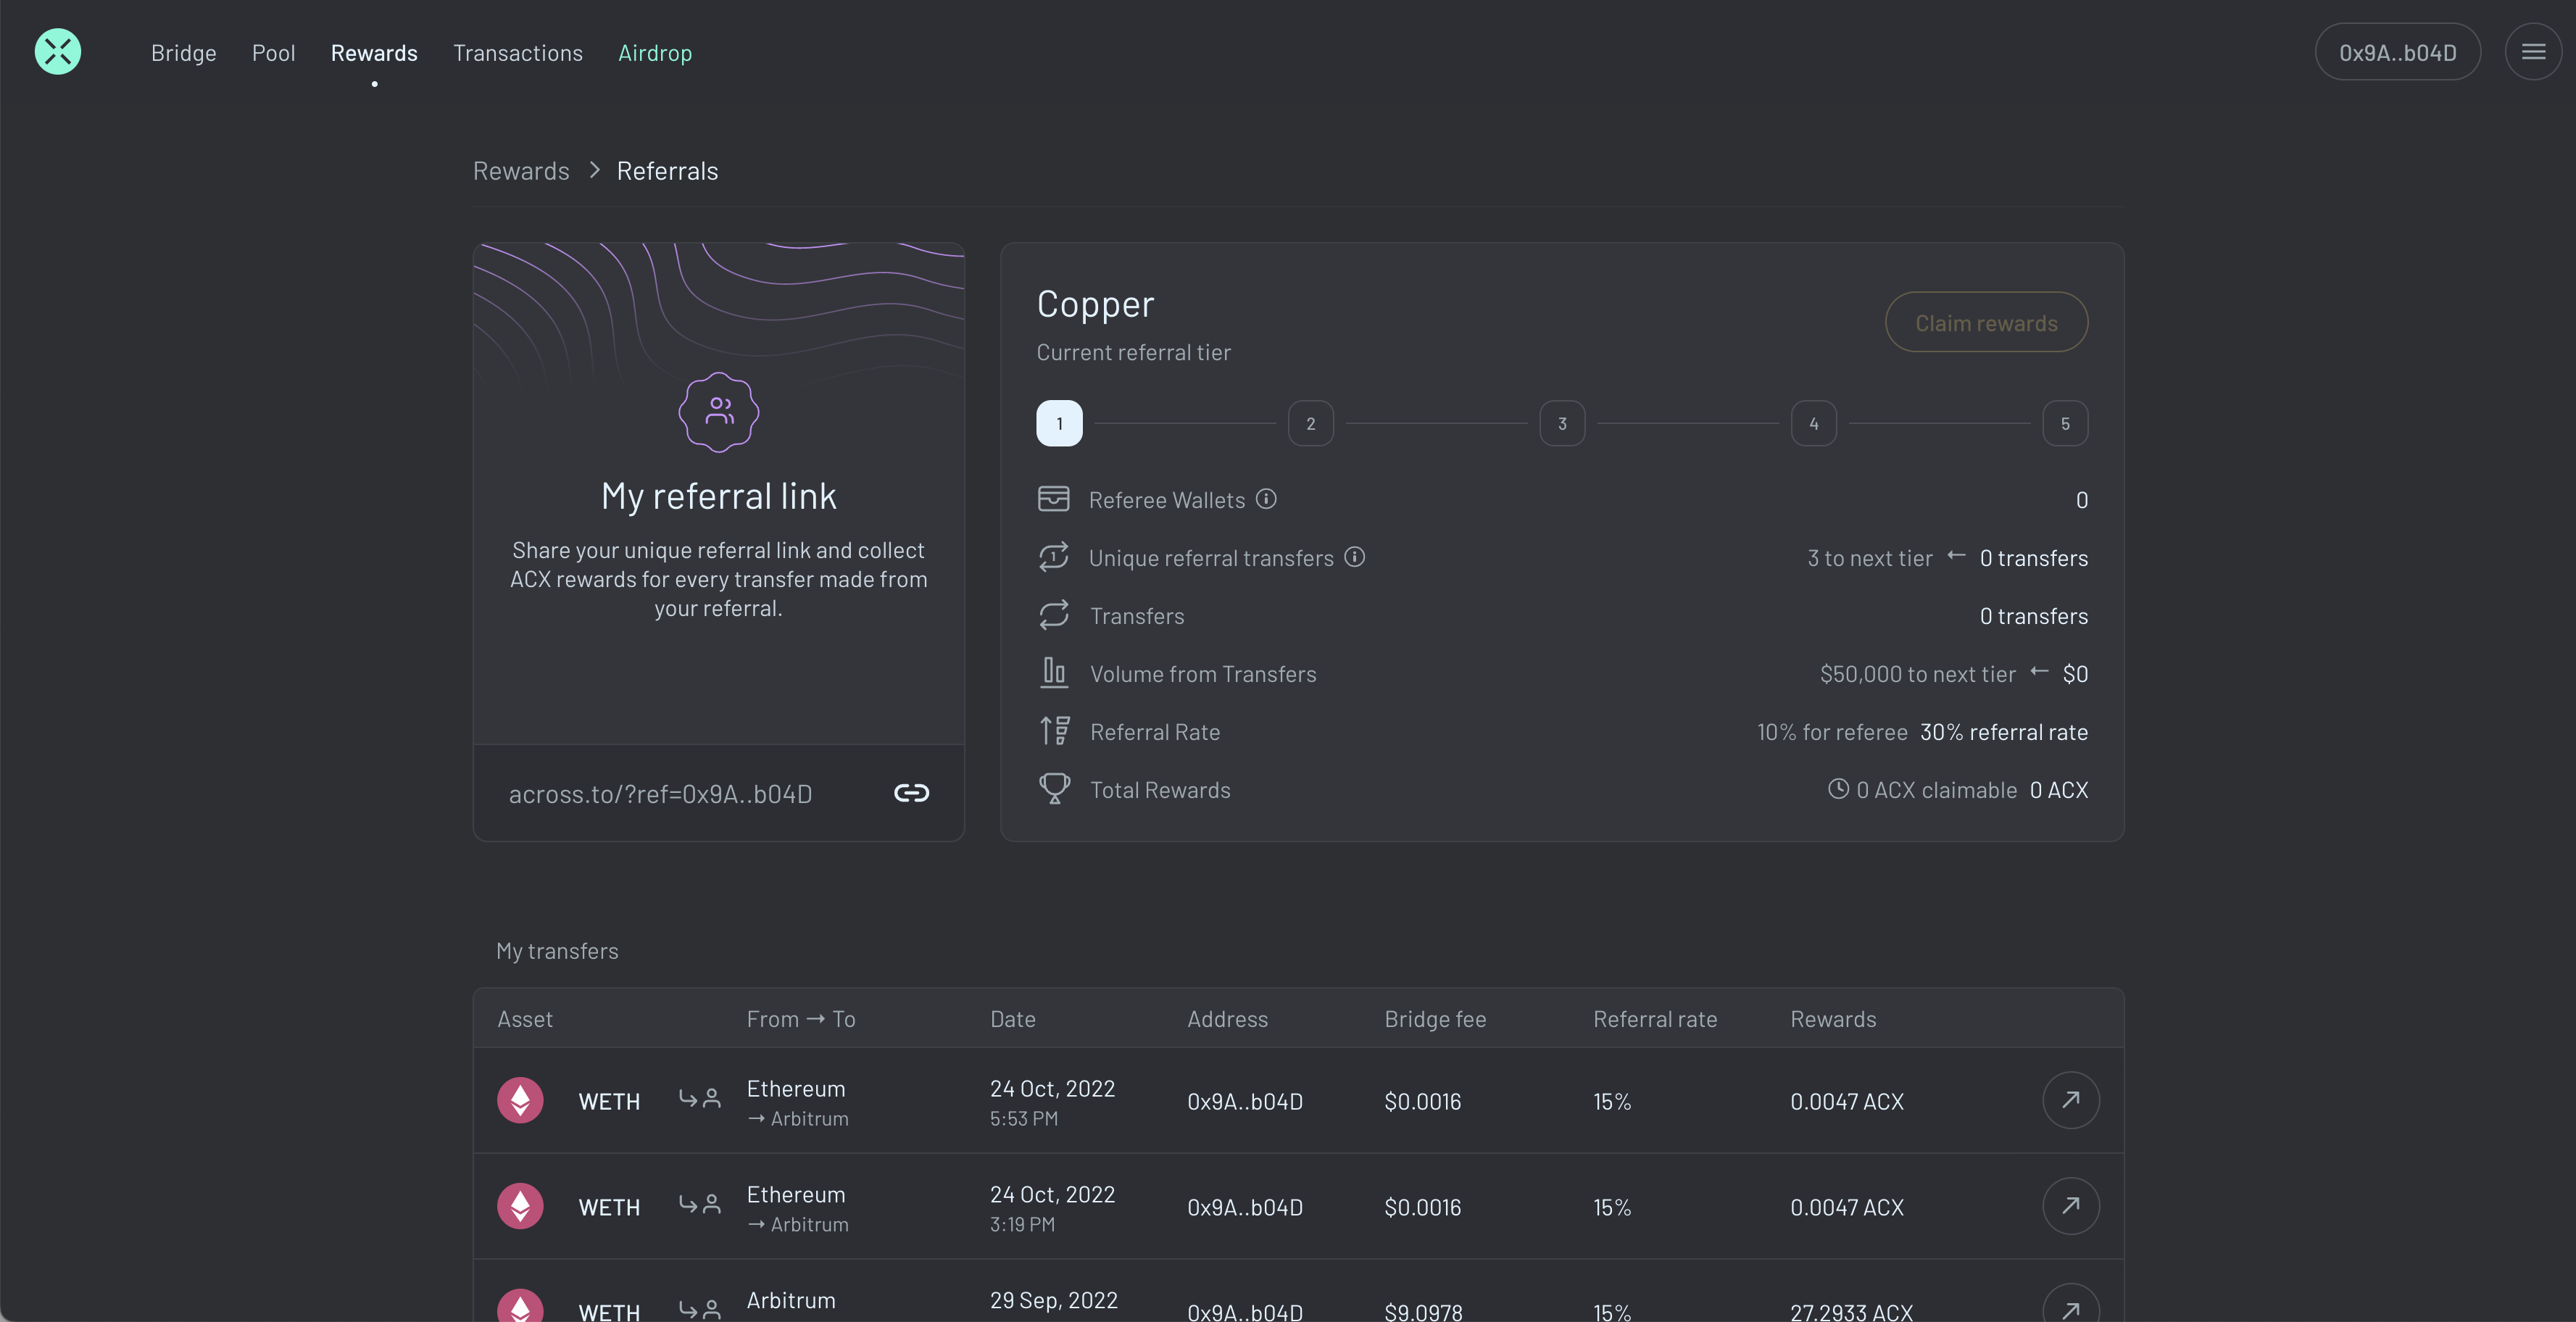 Bridge Pool Rewards Transactions Airdrop 0x9A..b04D
Rewards > Referrals
My referral link
Share your unique referral link and collect
ACX rewards for every transfer made from
your referral.
across.to/?ref=0x9A..b04D
Copper
Current referral tier
Claim rewards
1 2 3 4 5
Referee Wallets 0
Unique referral transfers 3 to next tier ← 0 transfers
Transfers 0 transfers
Volume from Transfers $50,000 to next tier ← $0
Referral Rate 10% for referee 30% referral rate
Total Rewards 0 ACX claimable 0 ACX
My transfers
Asset From → To Date Address Bridge fee Referral rate Rewards
WETH Ethereum → Arbitrum 24 Oct, 2022 5:53 PM 0x9A..b04D $0.0016 15% 0.0047 ACX
WETH Ethereum → Arbitrum 24 Oct, 2022 3:19 PM 0x9A..b04D $0.0016 15% 0.0047 ACX
WETH Arbitrum 29 Sep, 2022 0x9A..b04D $9.0978 15% 27.2933 ACX